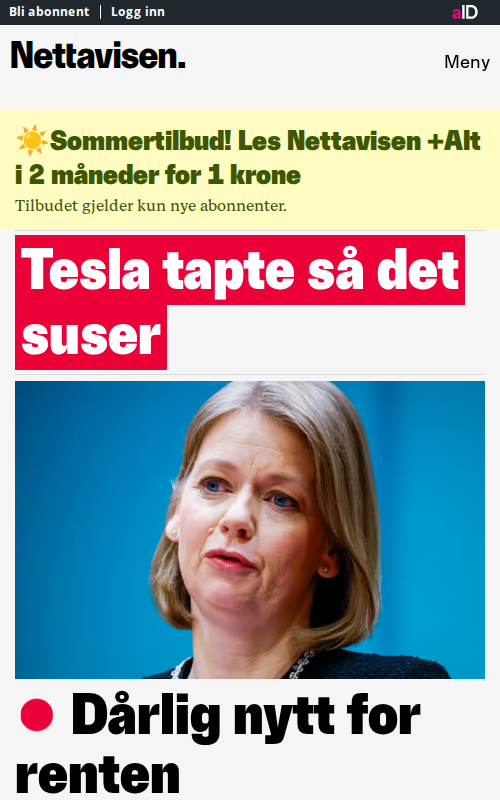 Bli abonnent | Logg inn
aID
Nettavisen.
Meny
☀️Sommertilbud! Les Nettavisen +Alt
i 2 måneder for 1 krone
Tilbudet gjelder kun nye abonnenter.
Tesla tapte så det
suser
Dårlig nytt for
renten